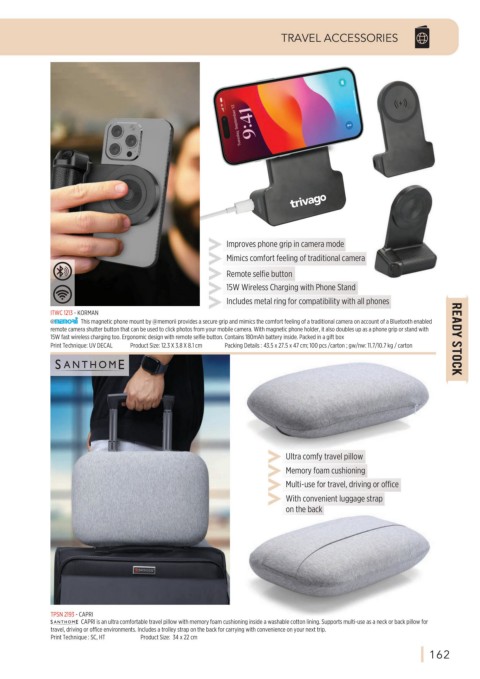 TRAVEL ACCESSORIES
9:41
trivago
Improves phone grip in camera mode
Mimics comfort feeling of traditional camera
Remote selfie button
15W Wireless Charging with Phone Stand
Includes metal ring for compatibility with all phones
ITWC 1213 - KORMAN
@memorii This magnetic phone mount by @memorii provides a secure grip and mimics the comfort feeling of a traditional camera on account of a Bluetooth enabled
remote camera shutter button that can be used to click photos from your mobile camera. With magnetic phone holder, it also doubles up as a phone grip or stand with
15W fast wireless charging too. Ergonomic design with remote selfie button. Contains 180mAh battery inside. Packed in a gift box
Print Technique: UV DECAL Product Size: 12.3 X 3.8 X 8.1 cm Packing Details : 43.5 x 27.5 x 47 cm; 100 pcs /carton ; gw/nw: 11.7/10.7 kg / carton
READY STOCK
SANTHOME
Ultra comfy travel pillow
Memory foam cushioning
Multi-use for travel, driving or office
With convenient luggage strap
on the back
TPSN 2193 - CAPRI
SANTHOME CAPRI is an ultra comfortable travel pillow with memory foam cushioning inside a washable cotton lining. Supports multi-use as a neck or back pillow for
travel, driving or office environments. Includes a trolley strap on the back for carrying with convenience on your next trip.
Print Technique : SC, HT Product Size: 34 x 22 cm
162